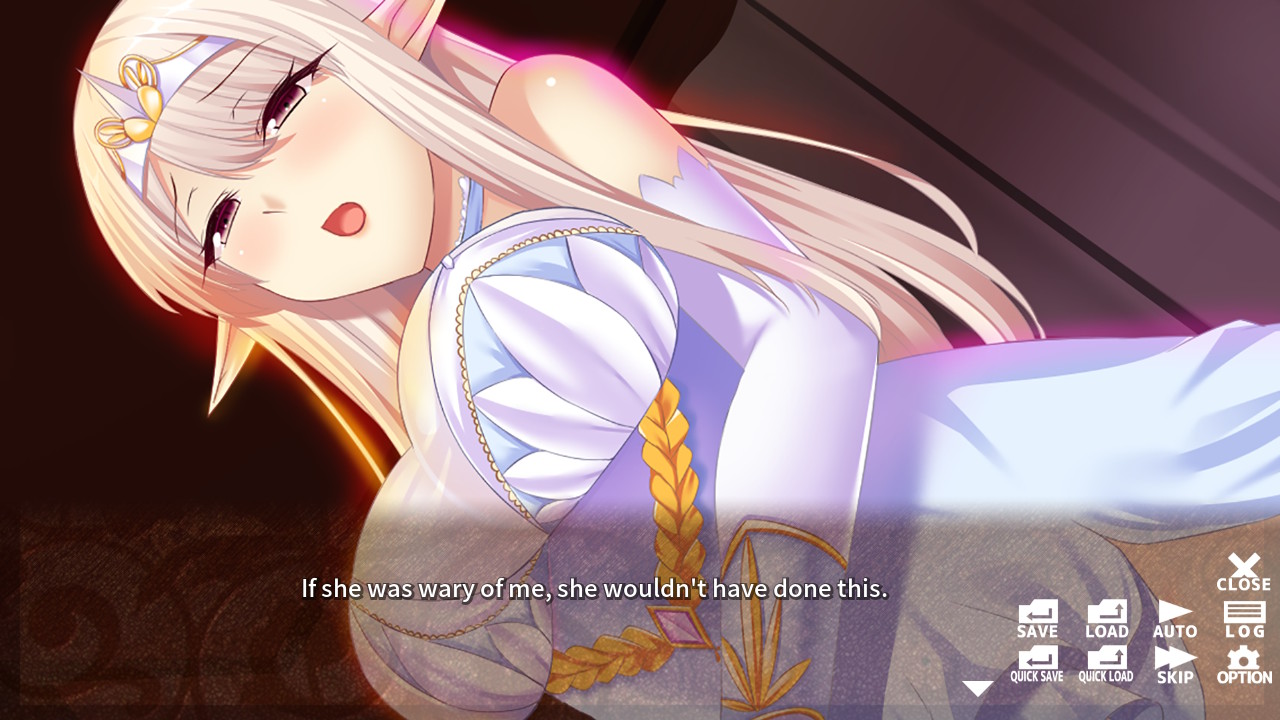 If she was wary of me, she wouldn't have done this.
CLOSE
SAVE
LOAD
AUTO
LOG
QUICK SAVE
QUICK LOAD
SKIP
OPTION